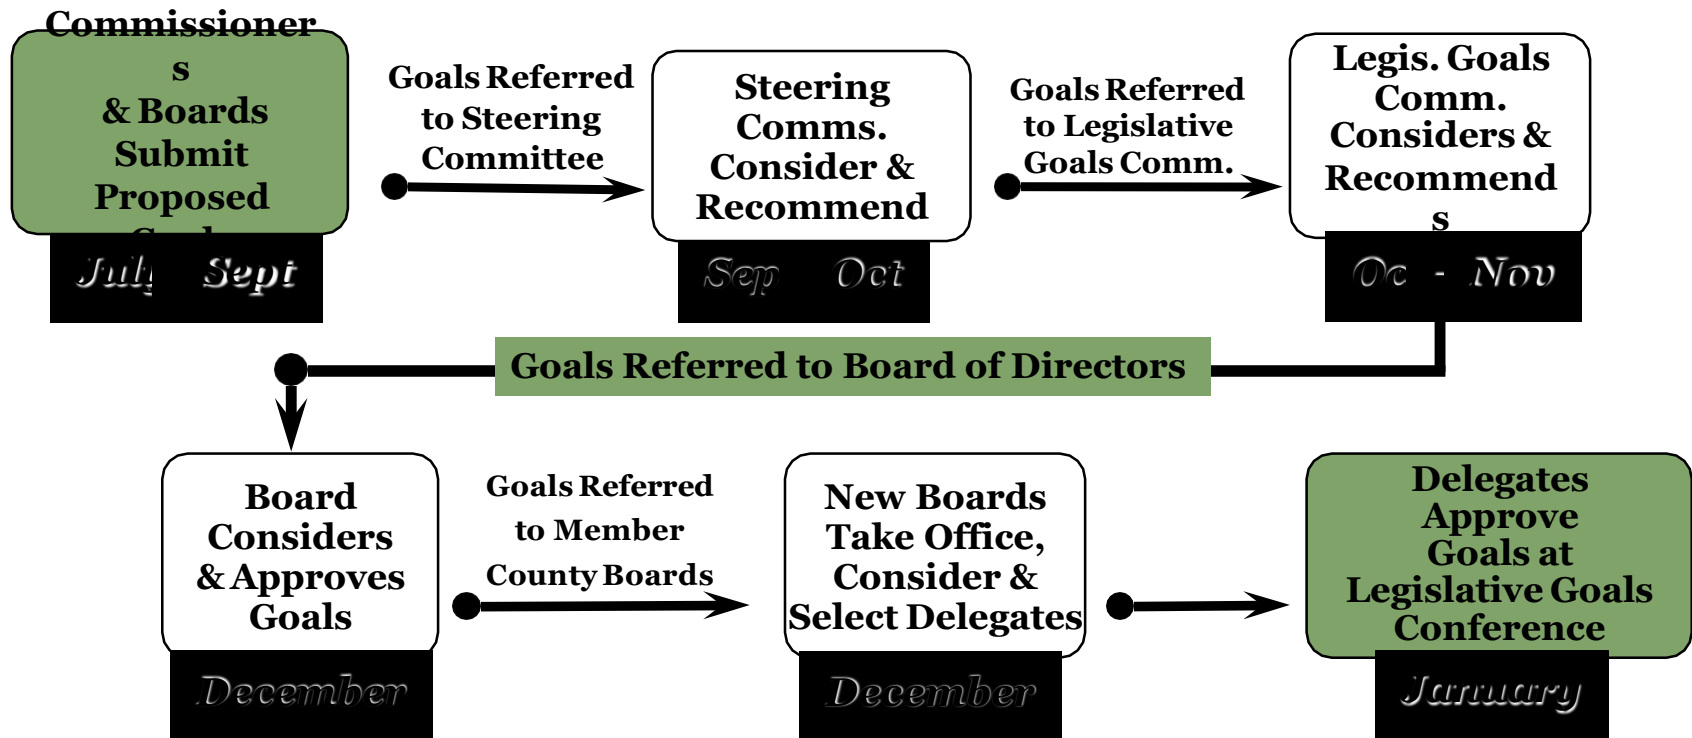 Commissioner
s
& Boards
Submit
Proposed
July Sept
Goals Referred
to Steering
Committee
Steering
Comms.
Consider &
Recommend
Sep Oct
Goals Referred
to Legislative
Goals Comm.
Legis. Goals
Comm.
Considers &
Recommend
s
Oc - Nov
Goals Referred to Board of Directors
Board
Considers
& Approves
Goals
December
Goals Referred
to Member
County Boards
New Boards
Take Office,
Consider &
Select Delegates
December
Delegates
Approve
Goals at
Legislative Goals
Conference
January